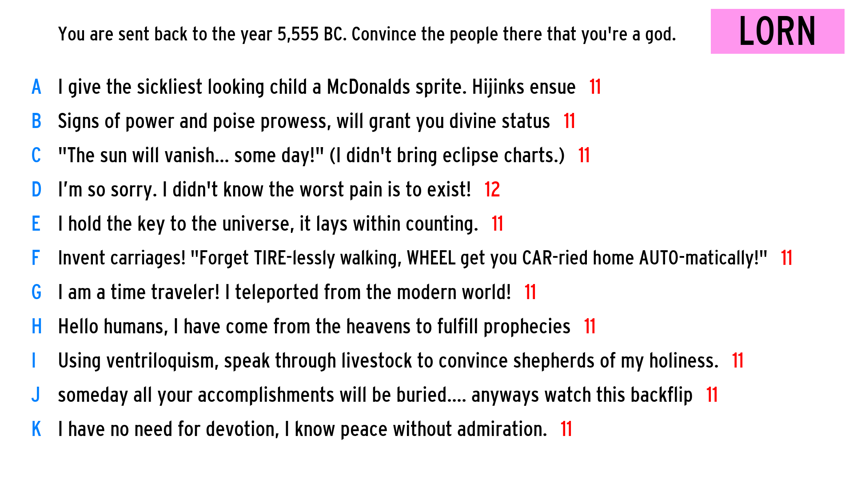 You are sent back to the year 5,555 BC. Convince the people there that you're a god.
LORN
A I give the sickliest looking child a McDonalds sprite. Hijinks ensue 11
B Signs of power and poise prowess, will grant you divine status 11
C "The sun will vanish... some day!" (I didn't bring eclipse charts.) 11
D I'm so sorry. I didn't know the worst pain is to exist! 12
E I hold the key to the universe, it lays within counting. 11
F Invent carriages! "Forget TIRE-lessly walking, WHEEL get you CAR-ried home AUTO-matically!" 11
G I am a time traveler! I teleported from the modern world! 11
H Hello humans, I have come from the heavens to fulfill prophecies 11
I Using ventriloquism, speak through livestock to convince shepherds of my holiness. 11
J someday all your accomplishments will be buried.... anyways watch this backflip 11
K I have no need for devotion, I know peace without admiration. 11